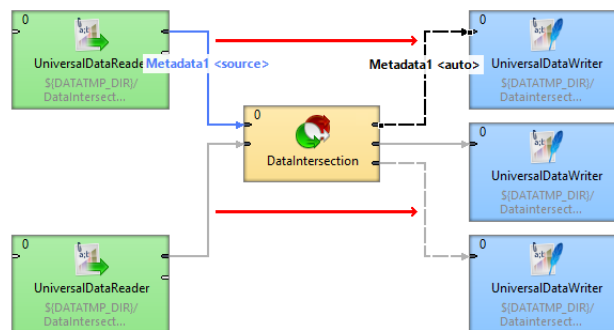 0
UniversalDataReader
${DATATMP_DIR}/
DataIntersect...
Metadata1 <source>
Metadata1 <auto>
0
UniversalDataWriter
${DATATMP_DIR}/
Dataintersect...
0
DataIntersection
0
UniversalDataWriter
${DATATMP_DIR}/
Dataintersect...
0
UniversalDataReader
${DATATMP_DIR}/
DataIntersect...
0
UniversalDataWriter
${DATATMP_DIR}/
Dataintersect...